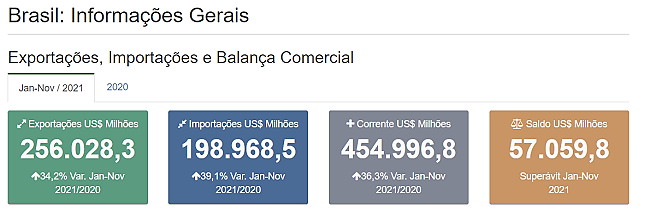 Brasil: Informações Gerais
Exportações, Importações e Balança Comercial
Jan-Nov / 2021
2020
Exportações US$ Milhões
256.028,3
34,2% Var. Jan-Nov
2021/2020
Importações US$ Milhões
198.968,5
39,1% Var. Jan-Nov
2021/2020
Corrente US$ Milhões
454.996,8
36,3% Var. Jan-Nov
2021/2020
Saldo US$ Milhões
57.059,8
Superávit Jan-Nov
2021